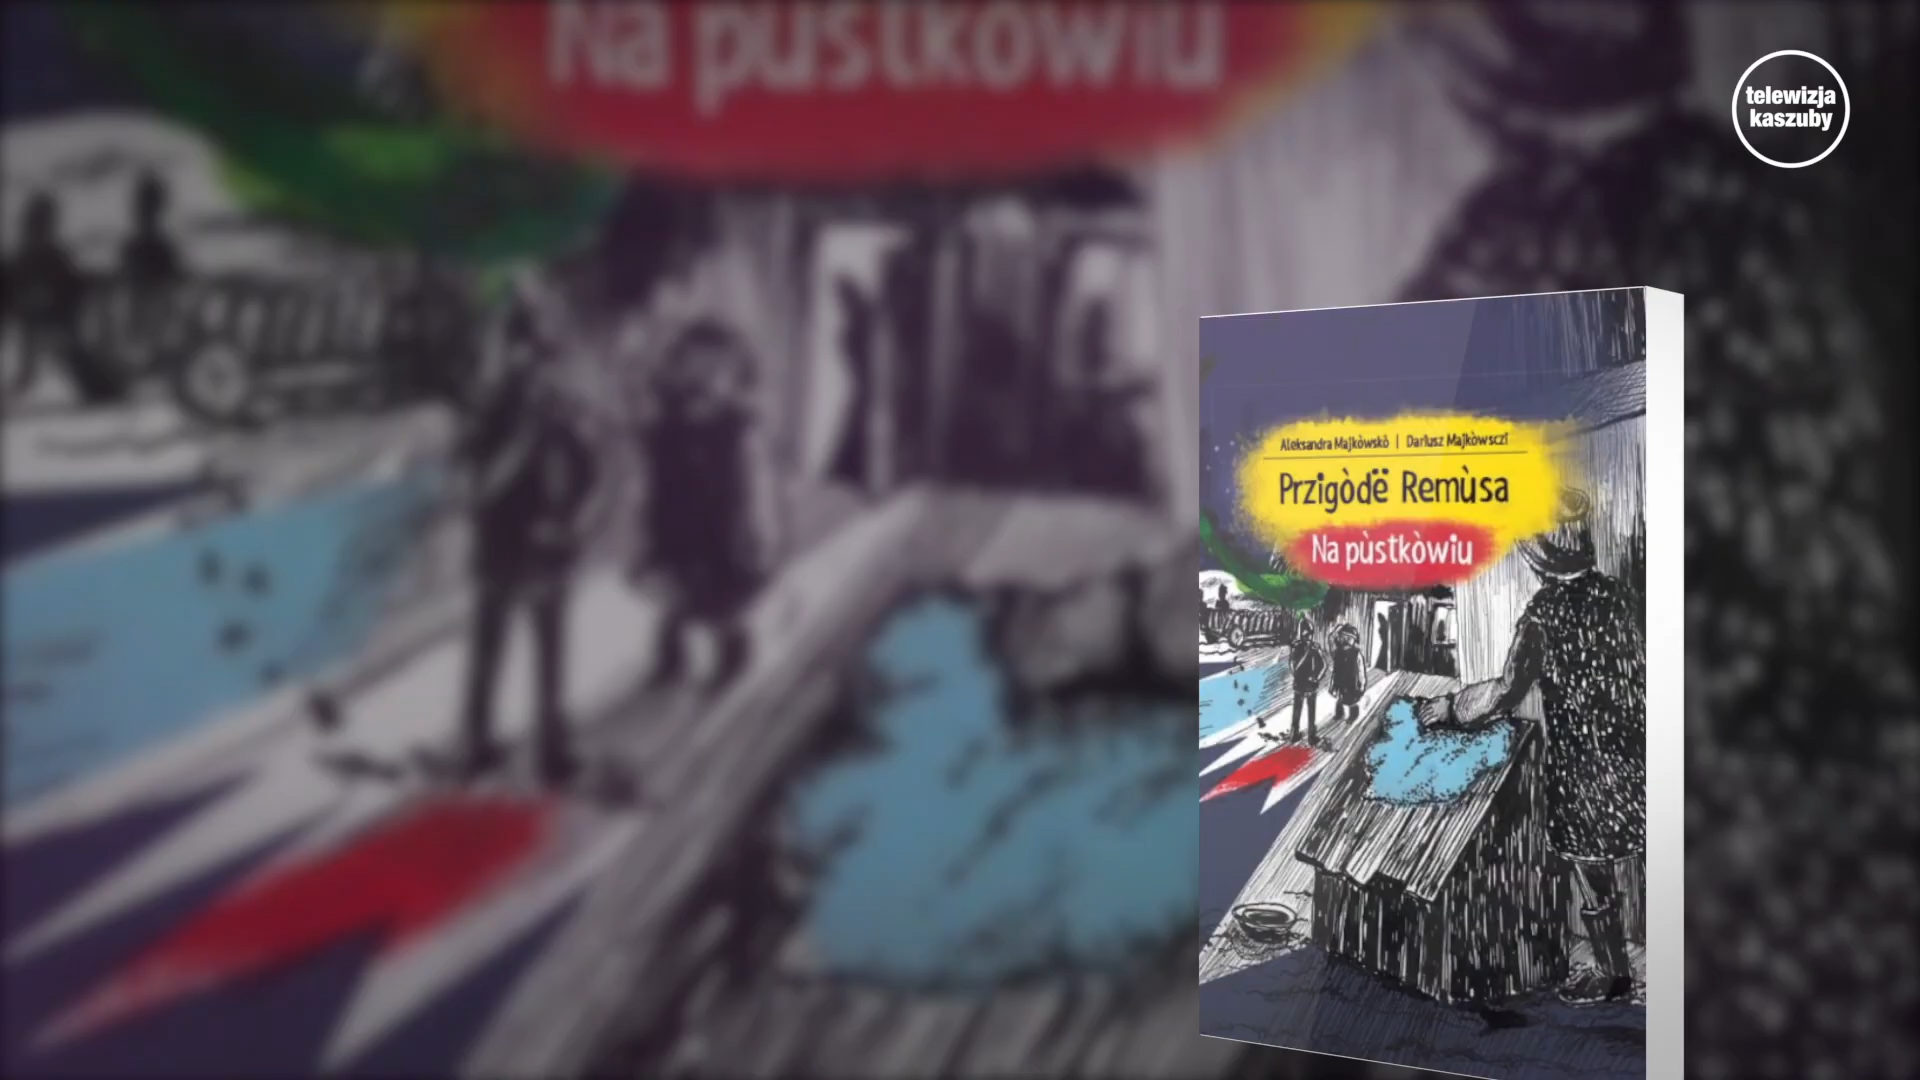 Na pùstkòwiu
telewizja
kaszuby
Aleksandra Majkòwskô | Dariusz Majkòwsczi
Przigòdë Remùsa
Na pùstkòwiu